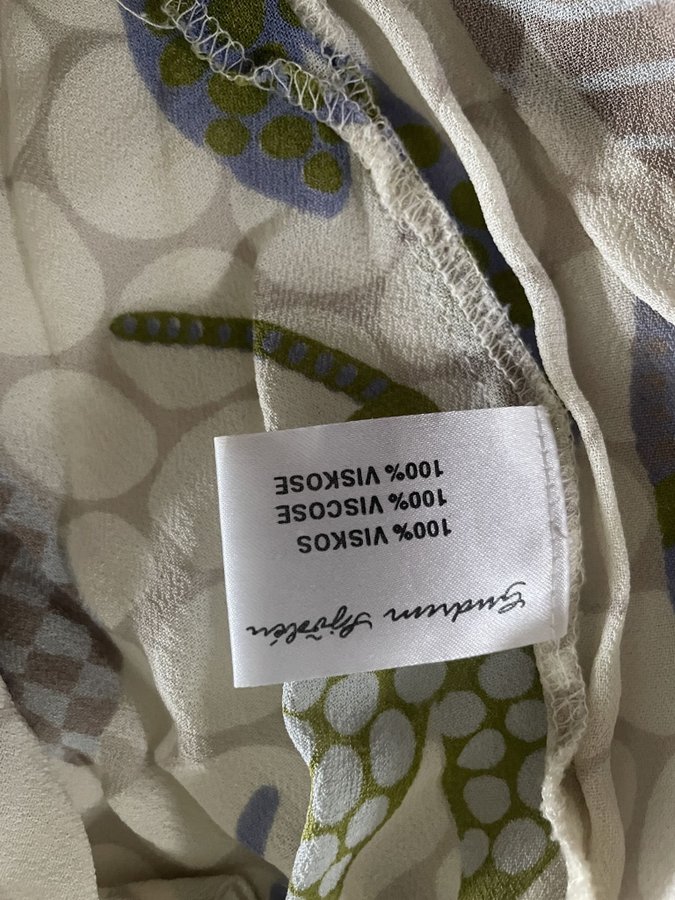 Gudrun Sjödén
100% VISKOS
100% VISCOSE
100% VISKOSE